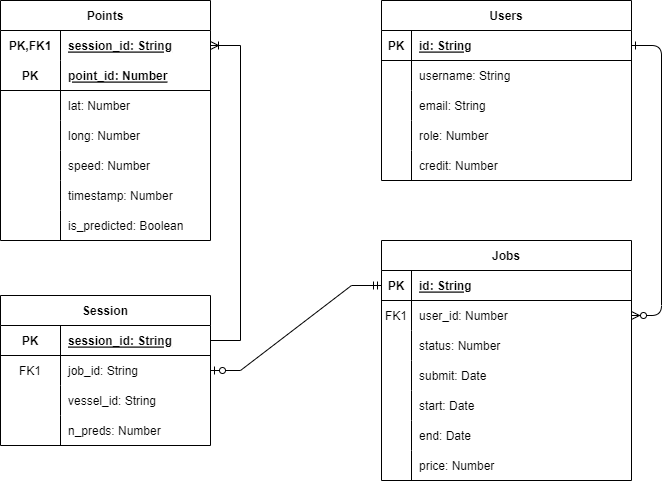 Points
PK,FK1 session_id: String
PK point_id: Number
lat: Number
long: Number
speed: Number
timestamp: Number
is_predicted: Boolean
Users
PK id: String
username: String
email: String
role: Number
credit: Number
Session
PK session_id: String
FK1 job_id: String
vessel_id: String
n_preds: Number
Jobs
PK id: String
FK1 user_id: Number
status: Number
submit: Date
start: Date
end: Date
price: Number